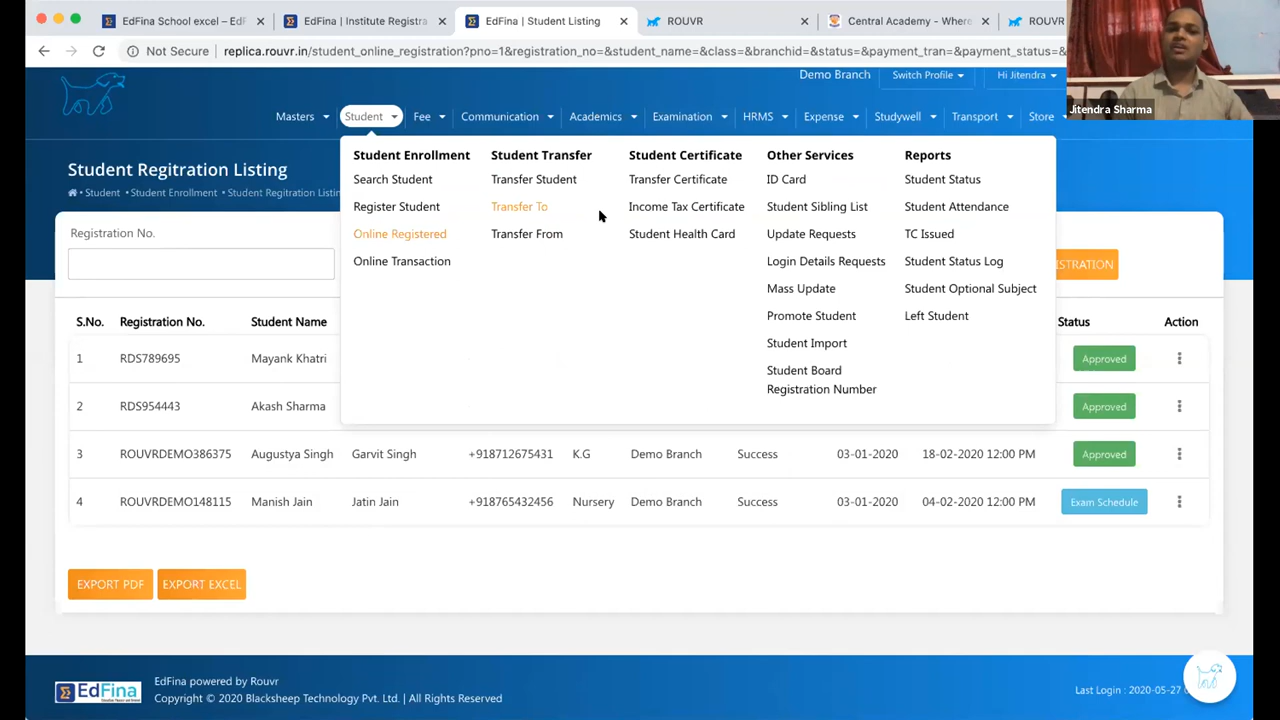 EdFina School excel – EdF
EdFina | Institute Registra
EdFina | Student Listing
ROUVR
Central Academy - Where
ROUVR
Not Secure
replica.rouvr.in/student_online_registration?pno=1&registration_no=&student_name=&class=&branchid=&status=&payment_tran=&payment_status=&
Jitendra Sharma
Demo Branch
Switch Profile
Hi Jitendra
Masters
Student
Fee
Communication
Academics
Examination
HRMS
Expense
Studywell
Transport
Store
Student Regitration Listing
Student
Student Enrollment
Student Regitration Listing
Student Enrollment
Search Student
Register Student
Online Registered
Online Transaction
Student Transfer
Transfer Student
Transfer To
Transfer From
Student Certificate
Transfer Certificate
Income Tax Certificate
Student Health Card
Other Services
ID Card
Student Sibling List
Update Requests
Login Details Requests
Mass Update
Promote Student
Student Import
Student Board
Registration Number
Reports
Student Status
Student Attendance
TC Issued
Student Status Log
Student Optional Subject
Left Student
Registration No.
ISTRATION
S.No. Registration No. Student Name Status Action
1 RDS789695 Mayank Khatri Approved
2 RDS954443 Akash Sharma Approved
3 ROUVRDEMO386375 Augustya Singh Garvit Singh +918712675431 K.G Demo Branch Success 03-01-2020 18-02-2020 12:00 PM Approved
4 ROUVRDEMO148115 Manish Jain Jatin Jain +918765432456 Nursery Demo Branch Success 03-01-2020 04-02-2020 12:00 PM Exam Schedule
EXPORT PDF
EXPORT EXCEL
EdFina
EdFina powered by Rouvr
Copyright © 2020 Blacksheep Technology Pvt. Ltd. | All Rights Reserved
Last Login : 2020-05-27